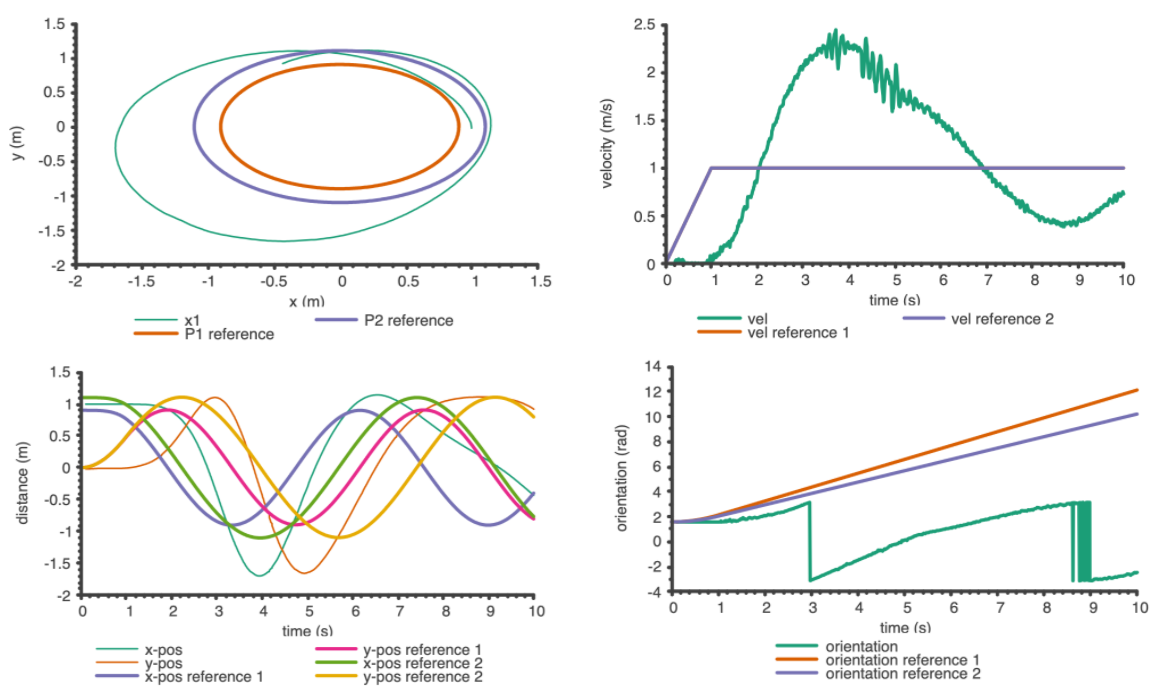 1.5
1
0.5
0
-0.5
-1
-1.5
-2
y (m)
-2 -1.5 -1 -0.5 0 0.5 1 1.5
x (m)
x1
P2 reference
P1 reference
2.5
2
1.5
1
0.5
0
velocity (m/s)
0 1 2 3 4 5 6 7 8 9 10
time (s)
vel
vel reference 2
vel reference 1
1.5
1
0.5
0
-0.5
-1
-1.5
-2
distance (m)
0 1 2 3 4 5 6 7 8 9 10
time (s)
x-pos
y-pos reference 1
y-pos
x-pos reference 2
x-pos reference 1
y-pos reference 2
14
12
10
8
6
4
2
0
-2
-4
orientation (rad)
0 1 2 3 4 5 6 7 8 9 10
time (s)
orientation
orientation reference 1
orientation reference 2